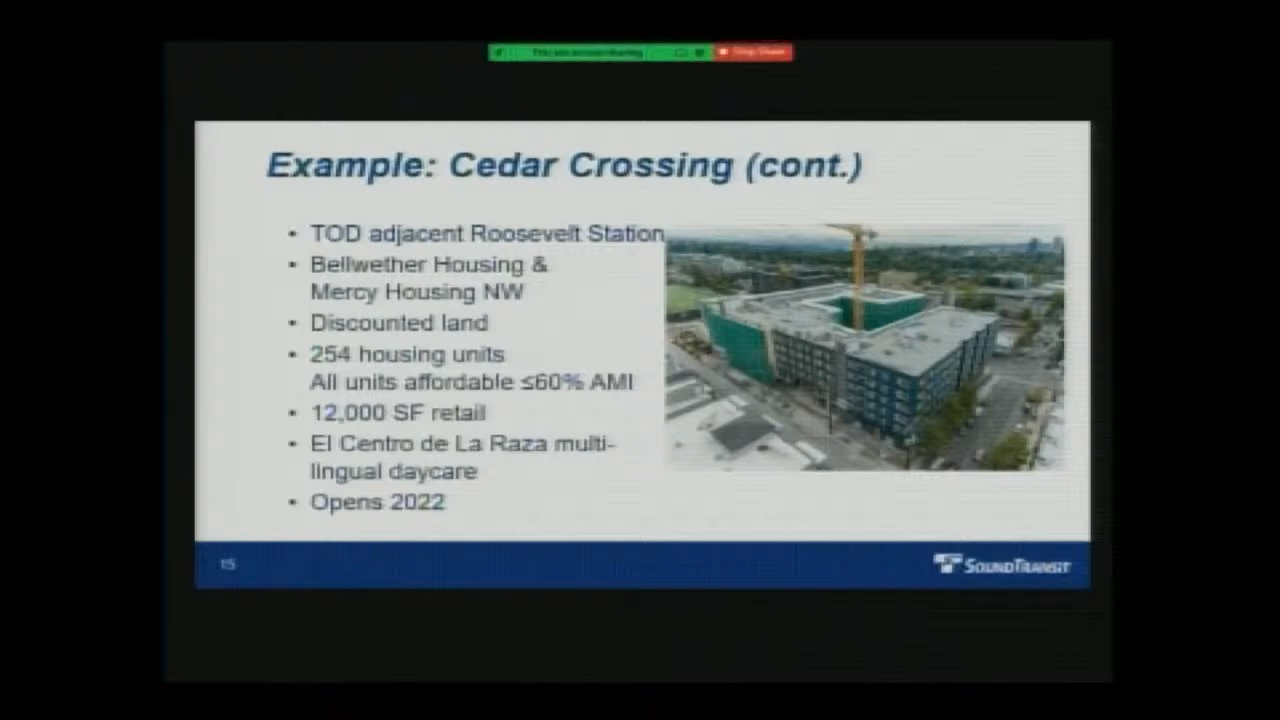 Example: Cedar Crossing (cont.)
• TOD adjacent Roosevelt Station
• Bellwether Housing &
Mercy Housing NW
• Discounted land
• 254 housing units
All units affordable ≤60% AMI
• 12,000 SF retail
• El Centro de La Raza multi-
lingual daycare
• Opens 2022
15
SOUNDTRANSIT